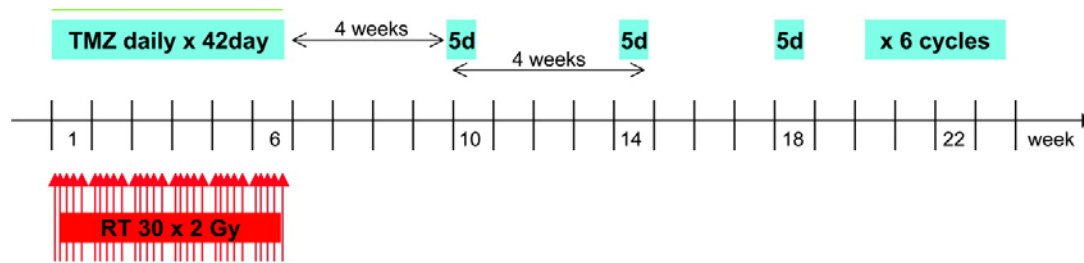 TMZ daily x 42day
4 weeks
5d
5d
5d
x 6 cycles
4 weeks
1
6
10
14
18
22
week
RT 30 x 2 Gy